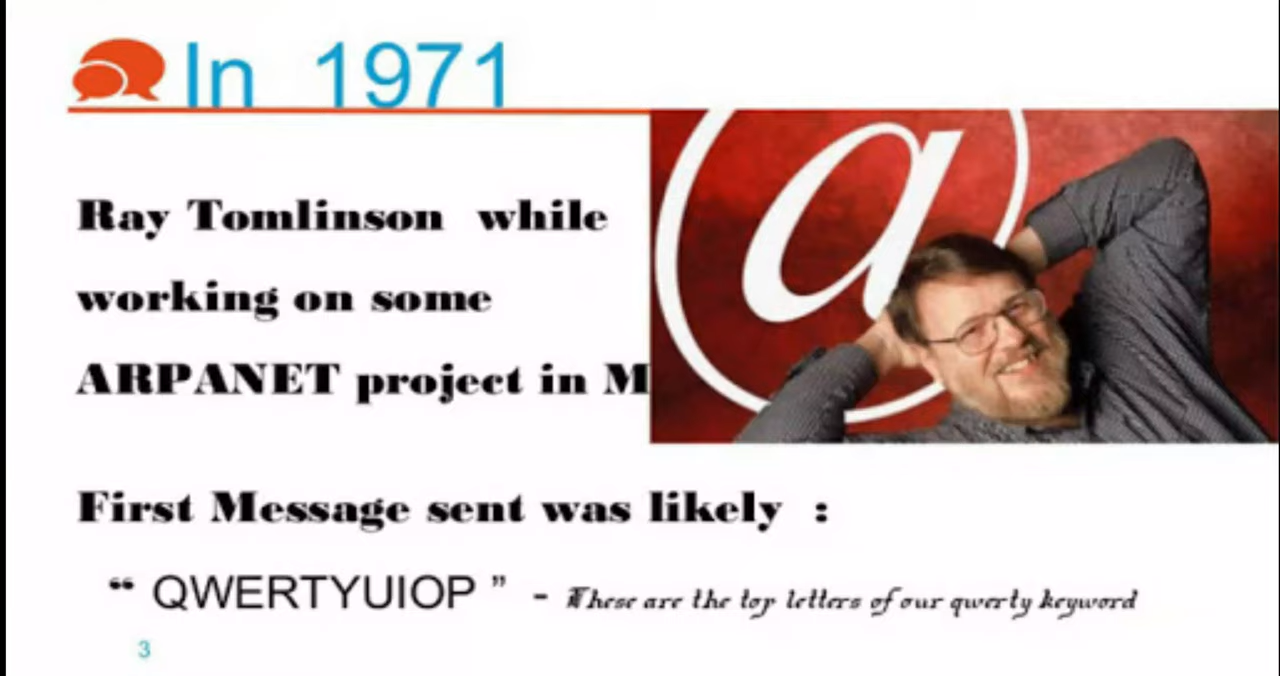 In 1971
Ray Tomlinson while
working on some
ARPANET project in M
First Message sent was likely :
“ QWERTYUIOP ” - These are the top letters of our qwerty keyword
3